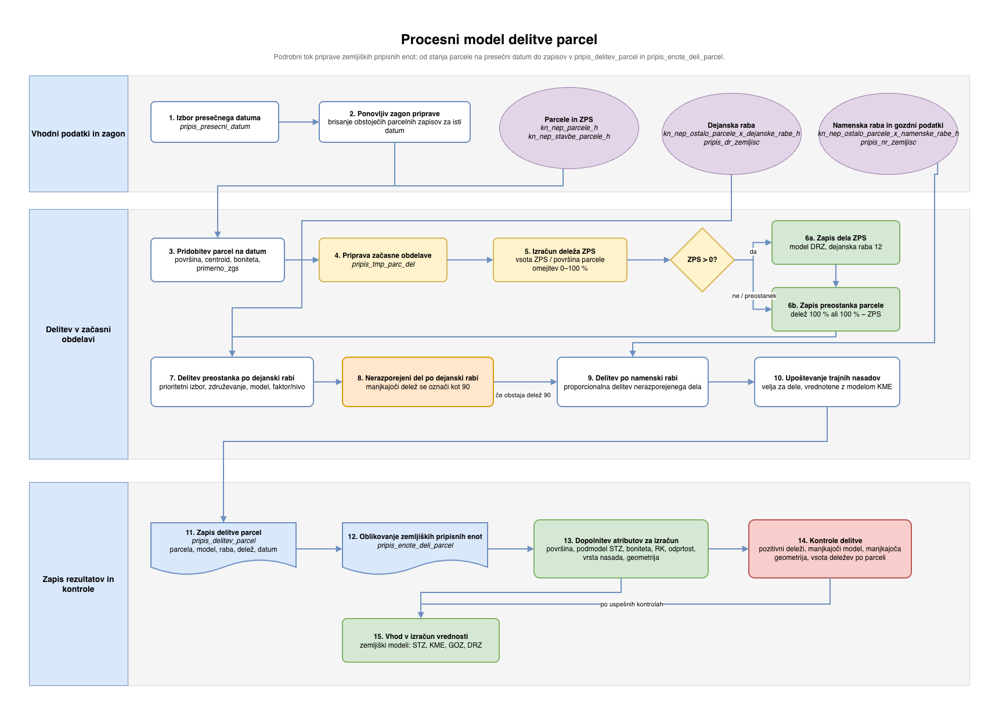 Procesni model delitve parcel
Podrobni tok priprave zemljiških pripisnih enot: od stanja parcele na presečni datum do zapisov v pripis_delitev_parcel in pripis_enote_deli_parcel.
Vhodni podatki in zagon
1. Izbor presečnega datuma
pripis_presecni_datum
2. Ponovljiv zagon priprave
brisanje obstoječih parcelnih zapisov za isti
datum
Parcele in ZPS
kn_nep_parcele_h
kn_nep_stavbe_parcele_h
Dejanska raba
kn_nep_ostalo_parcele_x_dejanske_rabe_h
pripis_dr_zemljisc
Namenska raba in gozdni podatki
kn_nep_ostalo_parcele_x_namenske_rabe_h
pripis_nr_zemljisc
Delitev v začasni
obdelavi
3. Pridobitev parcel na datum
površina, centroid, boniteta,
primerno_zgs
4. Priprava začasne obdelave
pripis_tmp_parc_del
5. Izračun deleža ZPS
vsota ZPS / površina parcele
omejitev 0–100 %
ZPS > 0?
da
ne / preostanek
6a. Zapis dela ZPS
model DRZ, dejanska raba 12
6b. Zapis preostanka parcele
delež 100 % ali 100 % – ZPS
7. Delitev preostanka po dejanski rabi
prioritetni izbor, združevanje, model, faktor/nivo
8. Nerazporejeni del po dejanski rabi
manjkajoči delež se označi kot 90
če obstaja delež 90
9. Delitev po namenski rabi
proporcionalna delitev nerazporejenega dela
10. Upoštevanje trajnih nasadov
velja za dele, vrednotene z modelom KME
Zapis rezultatov in
kontrole
11. Zapis delitve parcel
pripis_delitev_parcel
parcela, model, raba, delež, datum
12. Oblikovanje zemljiških pripisnih enot
pripis_enote_deli_parcel
13. Dopolnitev atributov za izračun
površina, podmodel STZ, boniteta, RK, odprtost,
vrsta nasada, geometrija
14. Kontrole delitve
pozitivni deleži, manjkajoči model, manjkajoča
geometrija, vsota deležev po parceli
po uspešnih kontrolah
15. Vhod v izračun vrednosti
zemljiški modeli: STZ, KME, GOZ, DRZ